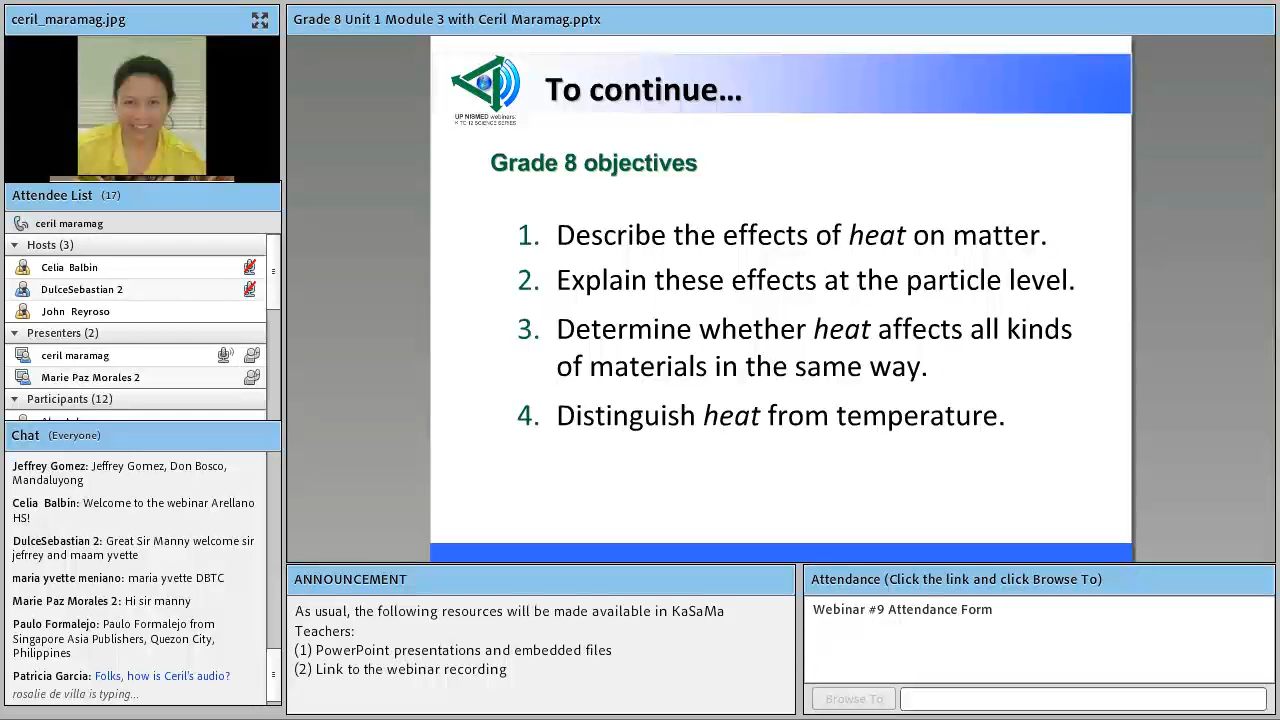 ceril_maramag.jpg
Attendee List (17)
ceril maramag
Hosts (3)
Celia Balbin
DulceSebastian 2
John Reyroso
Presenters (2)
ceril maramag
Marie Paz Morales 2
Participants (12)
Chat (Everyone)
Jeffrey Gomez: Jeffrey Gomez, Don Bosco,
Mandaluyong
Celia Balbin: Welcome to the webinar Arellano
HS!
DulceSebastian 2: Great Sir Manny welcome sir
jefrrey and maam yvette
maria yvette meniano: maria yvette DBTC
Marie Paz Morales 2: Hi sir manny
Paulo Formalejo: Paulo Formalejo from
Singapore Asia Publishers, Quezon City,
Philippines
Patricia Garcia: Folks, how is Ceril's audio?
rosalie de villa is typing...
Grade 8 Unit 1 Module 3 with Ceril Maramag.pptx
UP NISMED webinars:
K TO 12 SCIENCE SERIES
To continue...
Grade 8 objectives
1. Describe the effects of heat on matter.
2. Explain these effects at the particle level.
3. Determine whether heat affects all kinds
of materials in the same way.
4. Distinguish heat from temperature.
ANNOUNCEMENT
As usual, the following resources will be made available in KaSaMa
Teachers:
(1) PowerPoint presentations and embedded files
(2) Link to the webinar recording
Attendance (Click the link and click Browse To)
Webinar #9 Attendance Form
Browse To